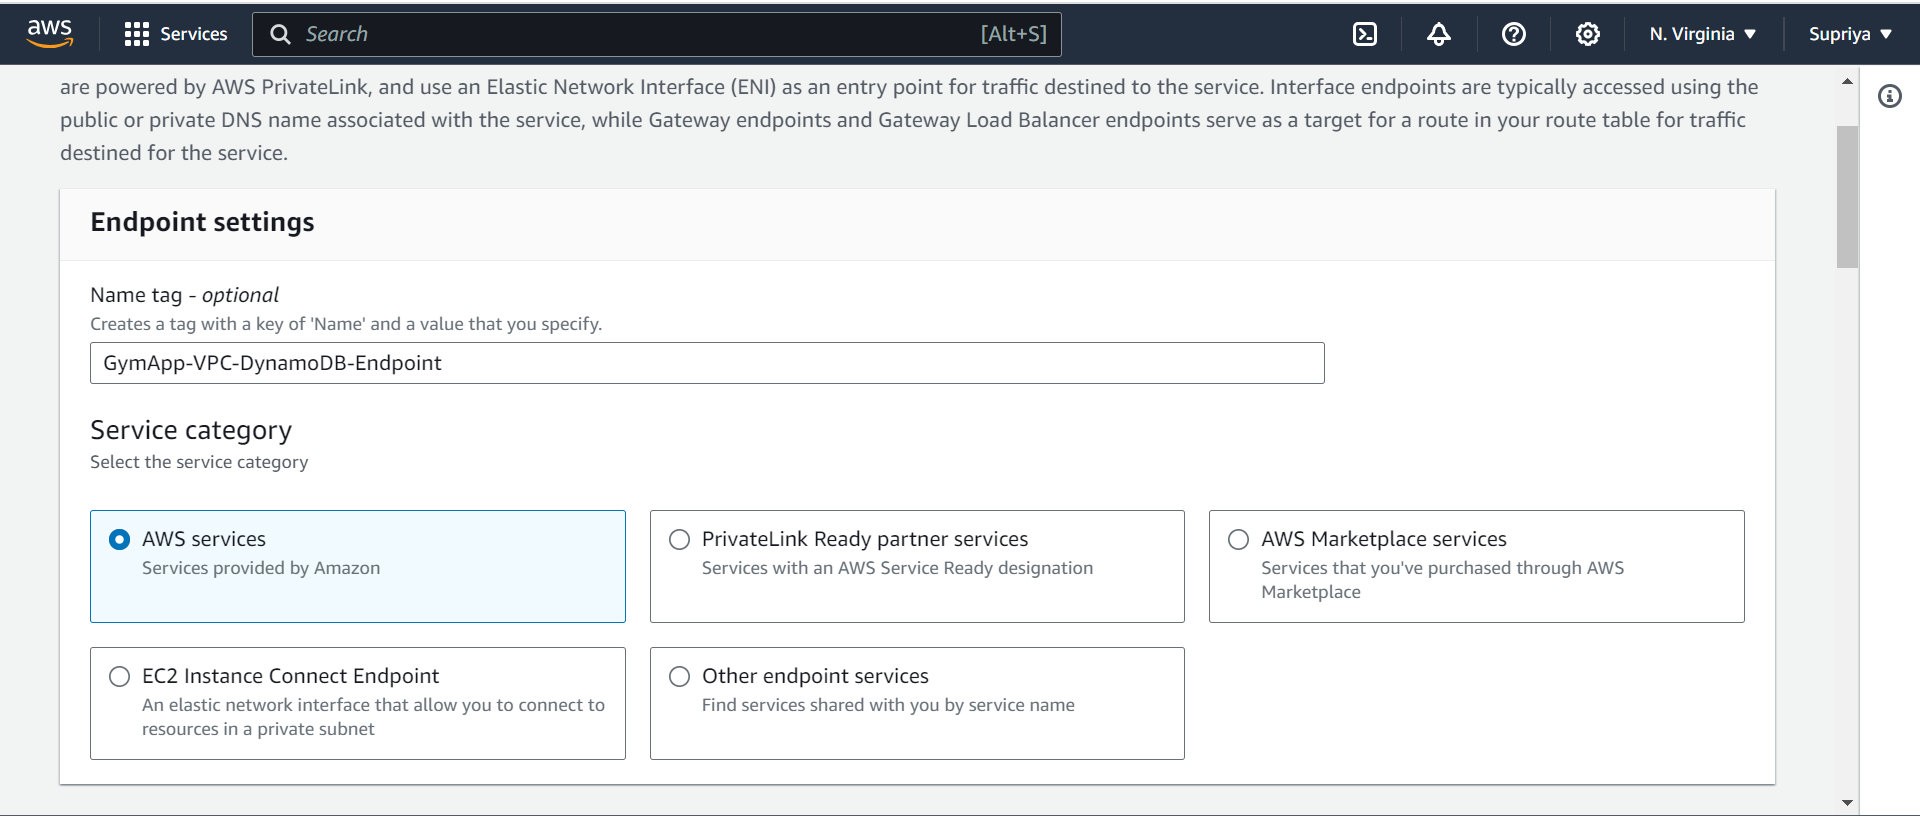 aws
Services
Search [Alt+S]
N. Virginia
Supriya
are powered by AWS PrivateLink, and use an Elastic Network Interface (ENI) as an entry point for traffic destined to the service. Interface endpoints are typically accessed using the
public or private DNS name associated with the service, while Gateway endpoints and Gateway Load Balancer endpoints serve as a target for a route in your route table for traffic
destined for the service.
Endpoint settings
Name tag - optional
Creates a tag with a key of 'Name' and a value that you specify.
GymApp-VPC-DynamoDB-Endpoint
Service category
Select the service category
AWS services
Services provided by Amazon
PrivateLink Ready partner services
Services with an AWS Service Ready designation
AWS Marketplace services
Services that you've purchased through AWS
Marketplace
EC2 Instance Connect Endpoint
An elastic network interface that allow you to connect to
resources in a private subnet
Other endpoint services
Find services shared with you by service name